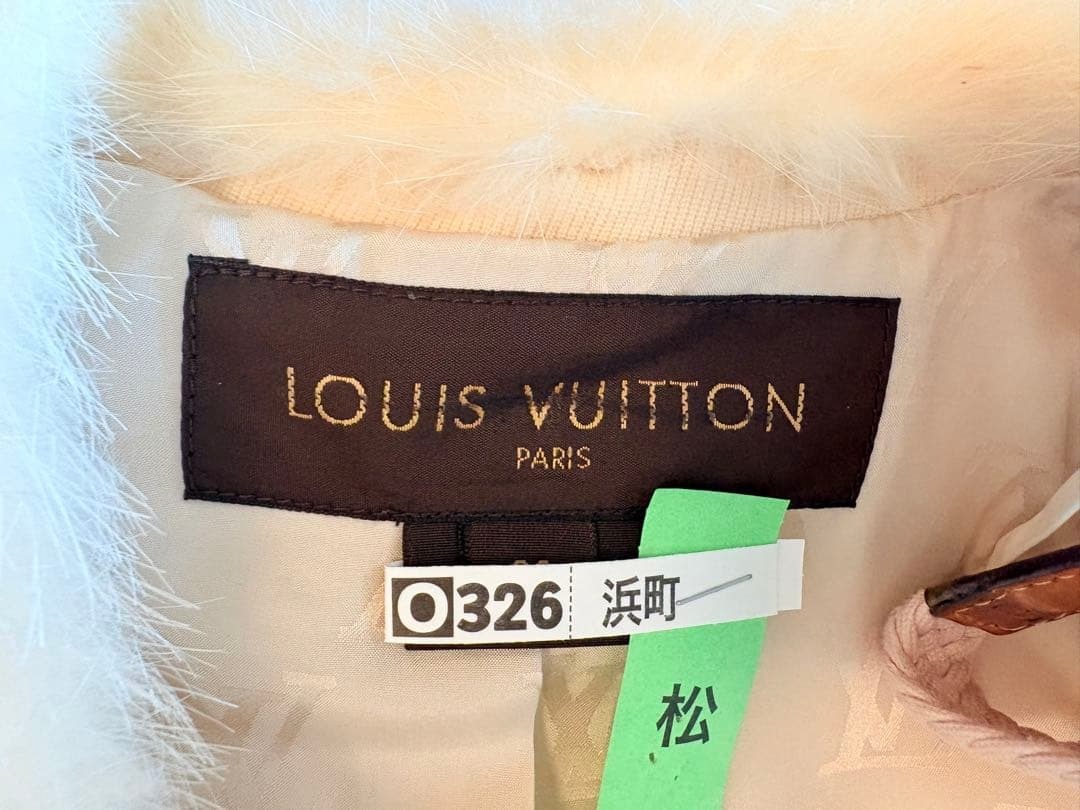 LOUIS VUITTON
PARIS
O326 浜町
松